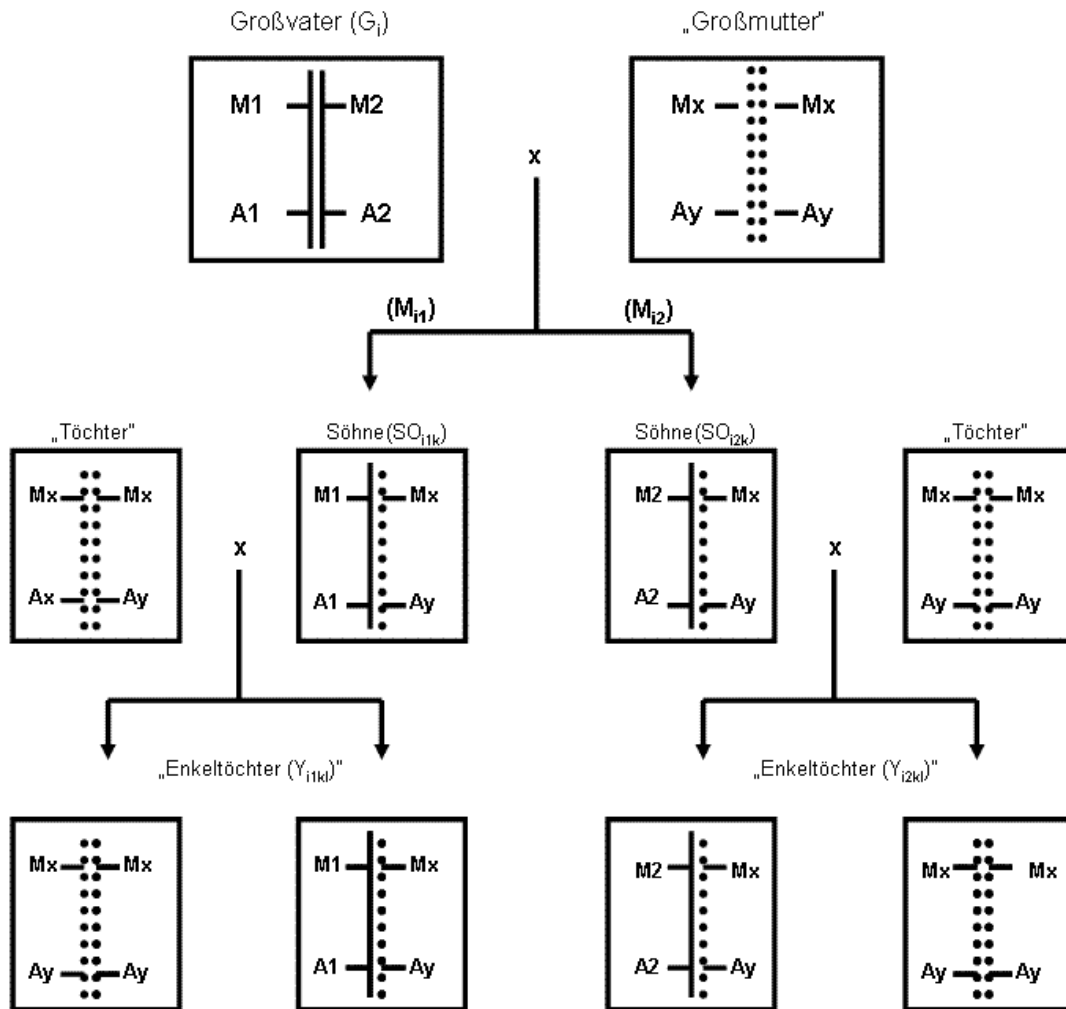 Großvater (Gi)
„Großmutter"
M1 M2
Mx Mx
x
A1 A2
Ay Ay
(Mi1) (Mi2)
„Töchter"
Söhne(SOi1k)
Söhne(SOi2k)
„Töchter"
Mx Mx
M1 Mx
M2 Mx
Mx Mx
x
x
Ax Ay
A1 Ay
A2 Ay
Ay Ay
„Enkeltöchter (Yi1kl)"
„Enkeltöchter (Yi2kl)"
Mx Mx
M1 Mx
M2 Mx
Mx Mx
Ay Ay
A1 Ay
A2 Ay
Ay Ay